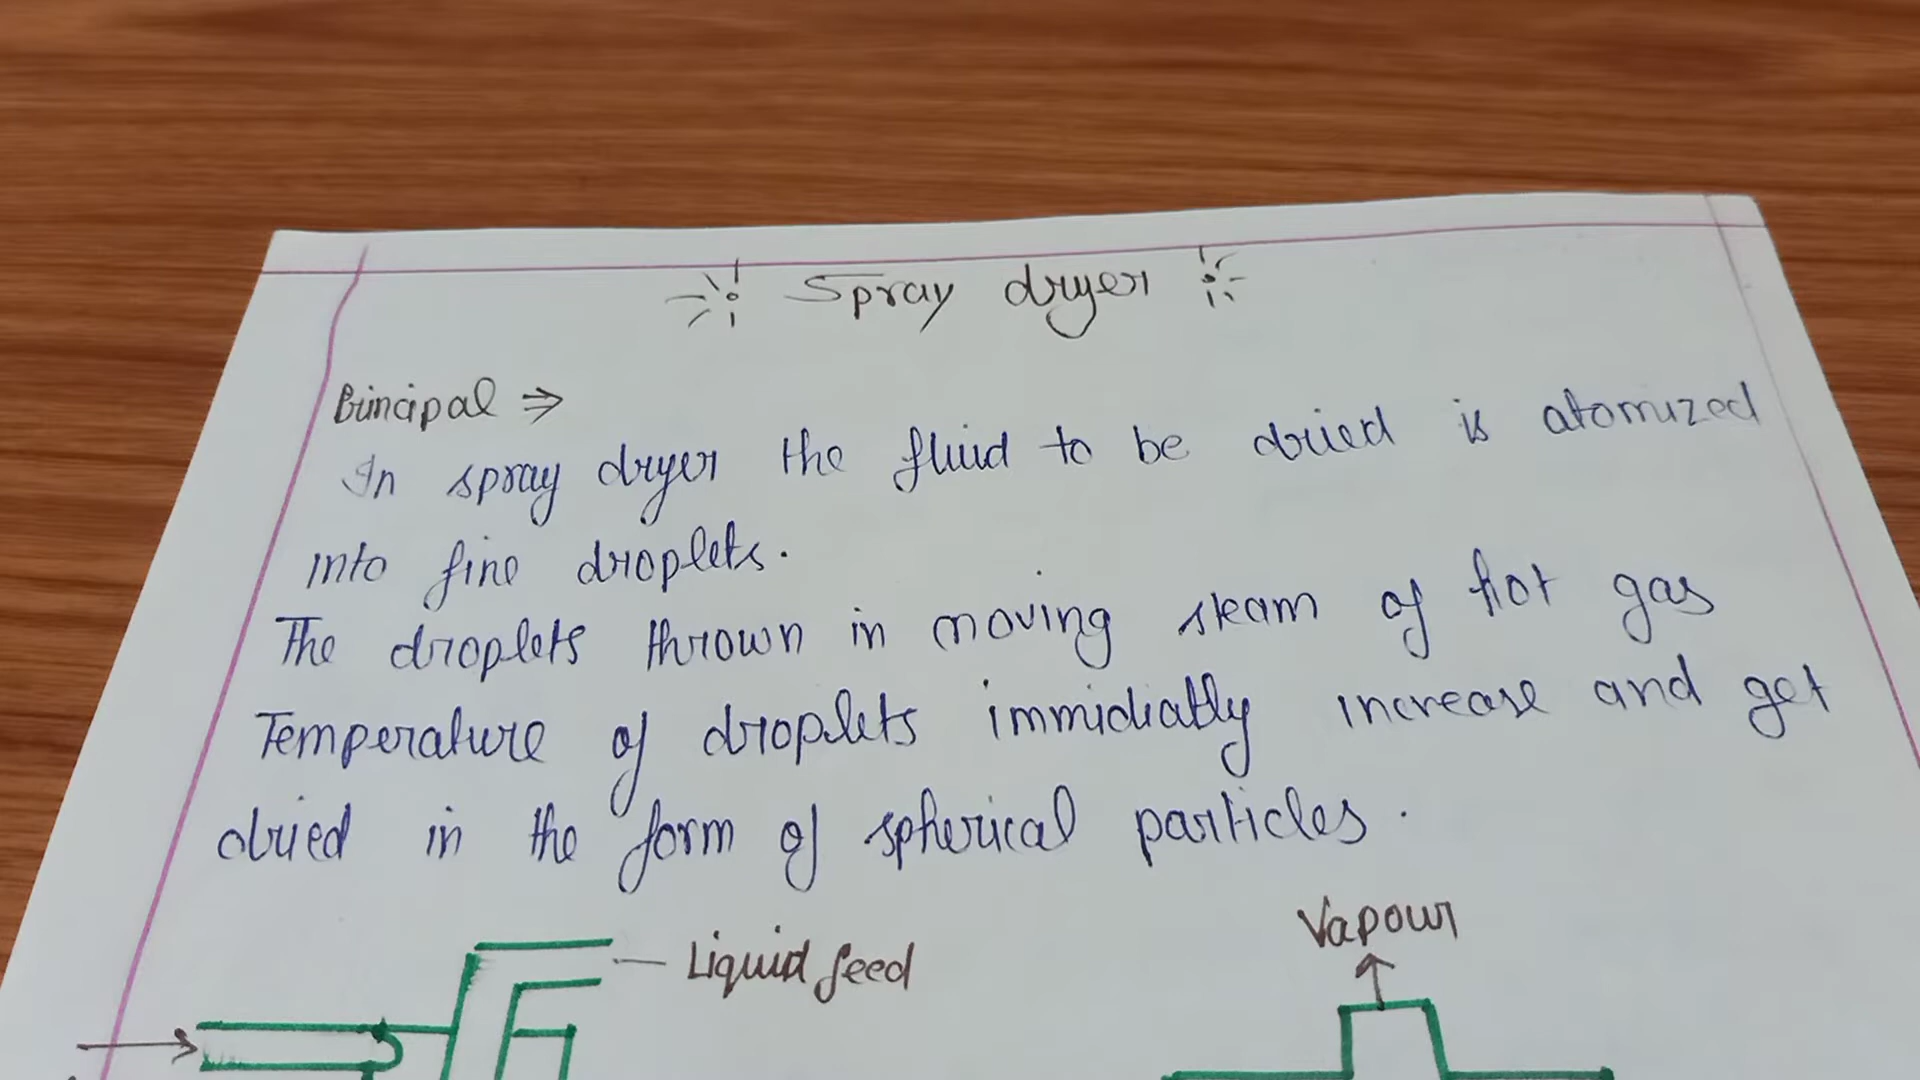 Spray dryer
Principal ⇒
In spray dryer the fluid to be dried is atomized
into fine droplets.
The droplets thrown in moving steam of hot gas
Temperature of droplets immidiatly increase and get
dried in the form of spherical particles.
Vapour
Liquid feed